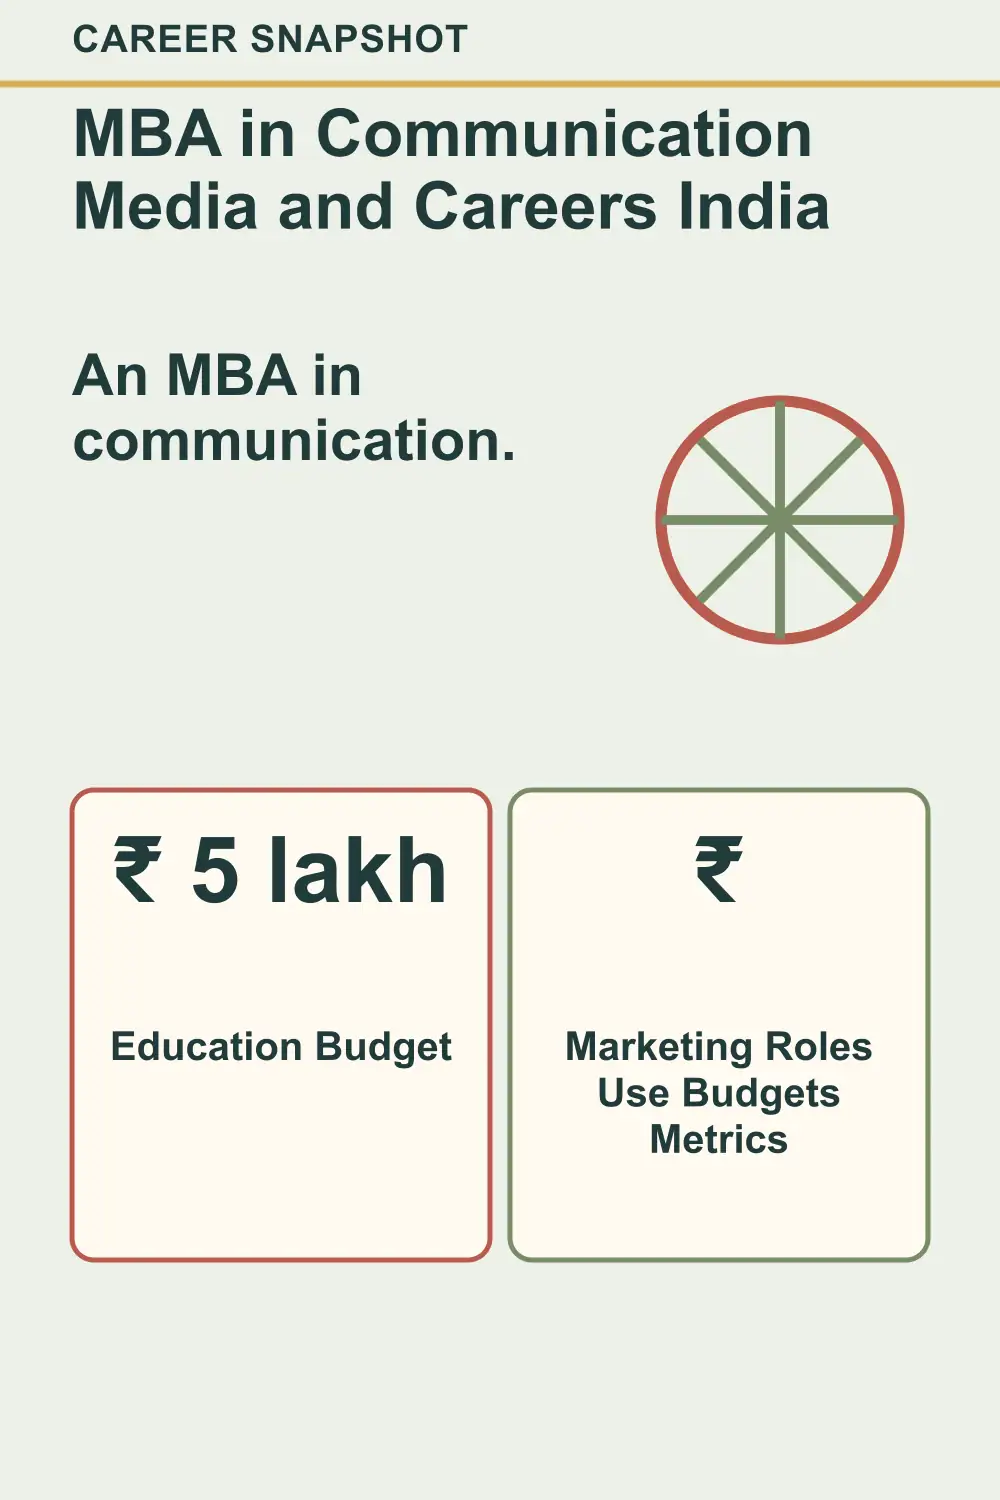 CAREER SNAPSHOT
MBA in Communication
Media and Careers India
An MBA in
communication.
₹ 5 lakh
Education Budget
₹
Marketing Roles
Use Budgets
Metrics